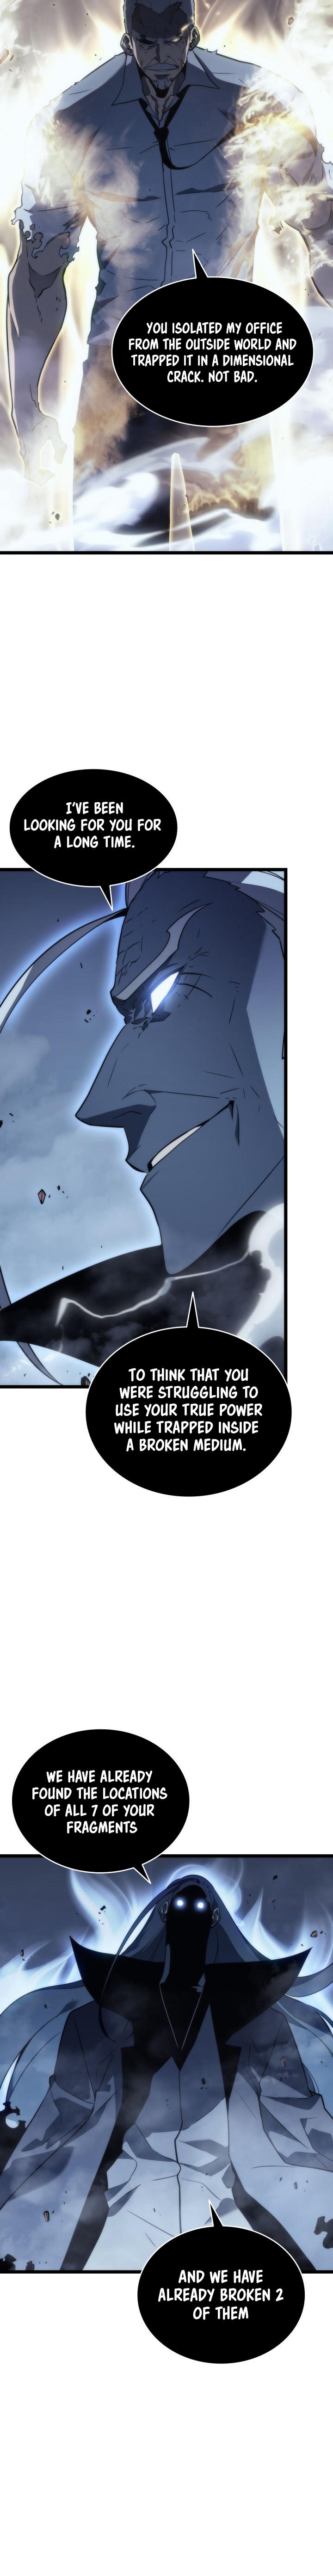 YOU ISOLATED MY OFFICE
FROM THE OUTSIDE WORLD AND
TRAPPED IT IN A DIMENSIONAL
CRACK. NOT BAD.
I'VE BEEN
LOOKING FOR YOU FOR
A LONG TIME.
TO THINK THAT YOU
WERE STRUGGLING TO
USE YOUR TRUE POWER
WHILE TRAPPED INSIDE
A BROKEN MEDIUM.
WE HAVE ALREADY
FOUND THE LOCATIONS
OF ALL 7 OF YOUR
FRAGMENTS
AND WE HAVE
ALREADY BROKEN 2
OF THEM